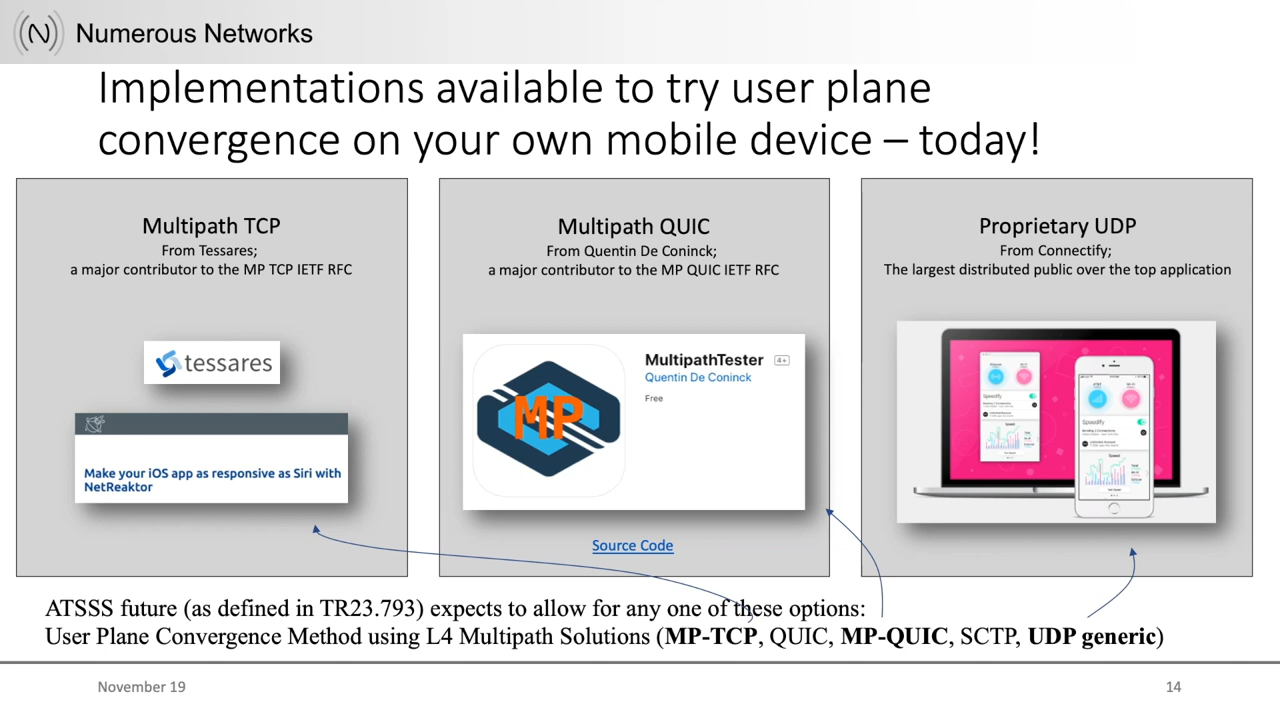 Numerous Networks
Implementations available to try user plane
convergence on your own mobile device – today!
Multipath TCP
From Tessares;
a major contributor to the MP TCP IETF RFC
tessares
Make your iOS app as responsive as Siri with
NetReaktor
Multipath QUIC
From Quentin De Coninck;
a major contributor to the MP QUIC IETF RFC
MP
MultipathTester 4+
Quentin De Coninck
Free
Source Code
Proprietary UDP
From Connectify;
The largest distributed public over the top application
Speedify
Speed
Speedify
Speed
ATSSS future (as defined in TR23.793) expects to allow for any one of these options:
User Plane Convergence Method using L4 Multipath Solutions (MP-TCP, QUIC, MP-QUIC, SCTP, UDP generic)
November 19
14